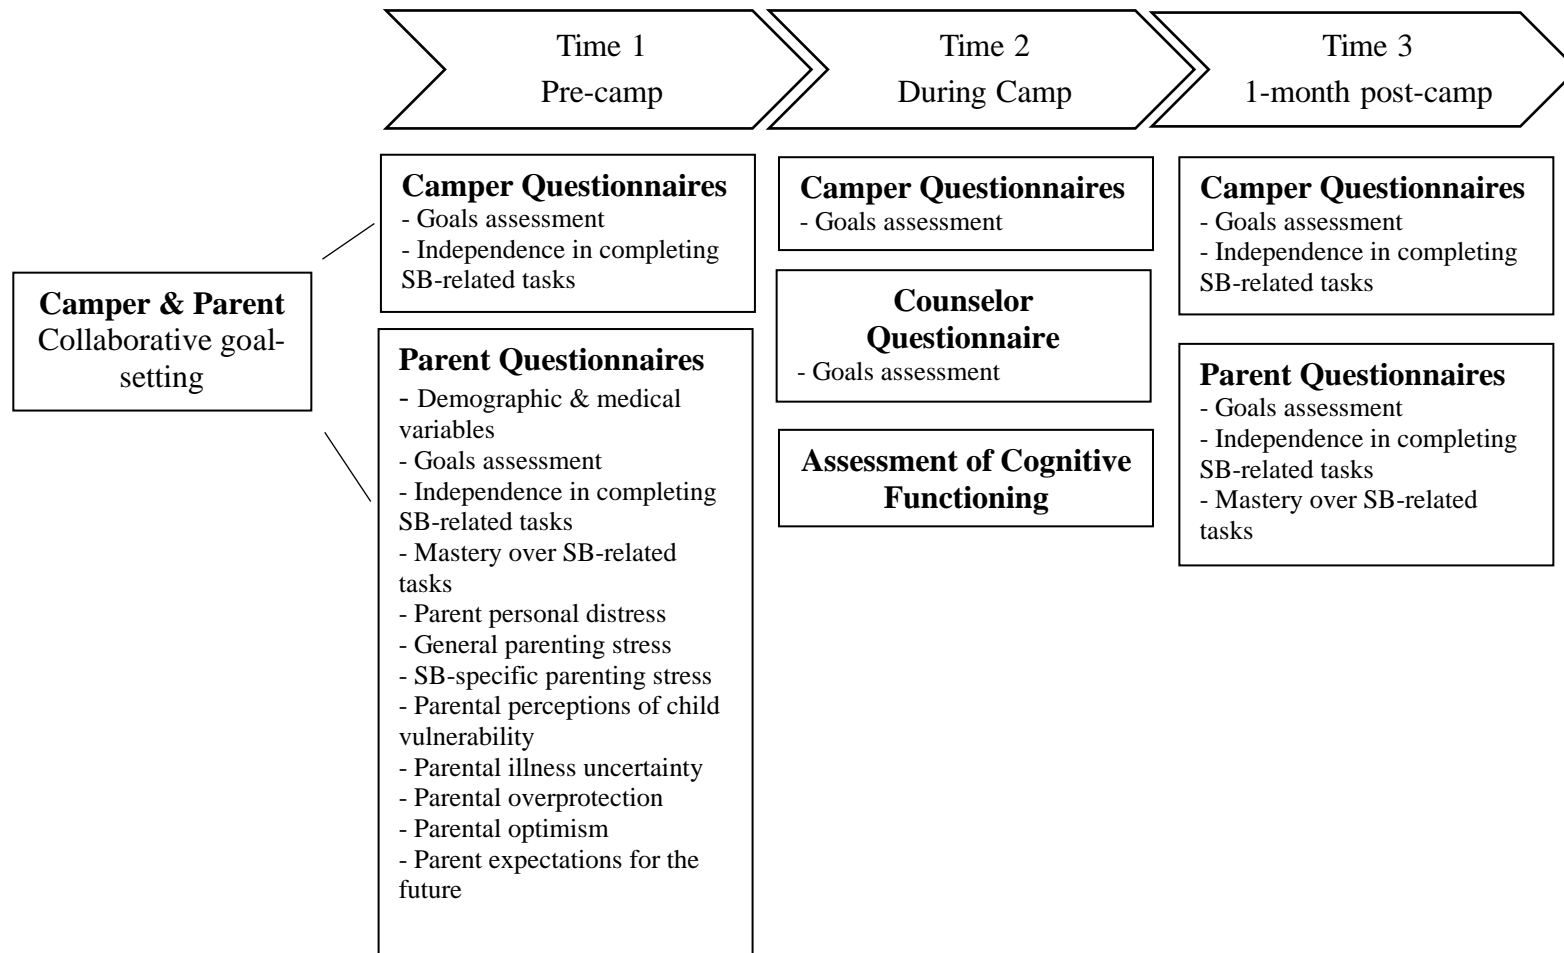 Time 1
Pre-camp
Time 2
During Camp
Time 3
1-month post-camp
Camper & Parent
Collaborative goal-
setting
Camper Questionnaires
- Goals assessment
- Independence in completing
SB-related tasks
Parent Questionnaires
- Demographic & medical
variables
- Goals assessment
- Independence in completing
SB-related tasks
- Mastery over SB-related
tasks
- Parent personal distress
- General parenting stress
- SB-specific parenting stress
- Parental perceptions of child
vulnerability
- Parental illness uncertainty
- Parental overprotection
- Parental optimism
- Parent expectations for the
future
Camper Questionnaires
- Goals assessment
Counselor
Questionnaire
- Goals assessment
Assessment of Cognitive
Functioning
Camper Questionnaires
- Goals assessment
- Independence in completing
SB-related tasks
Parent Questionnaires
- Goals assessment
- Independence in completing
SB-related tasks
- Mastery over SB-related
tasks